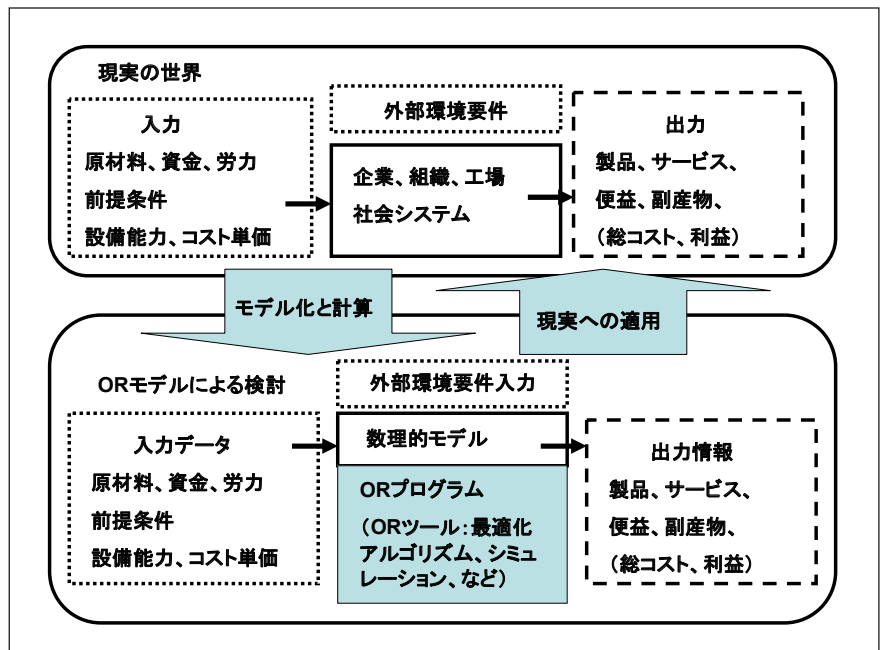 現実の世界
入力
原材料、資金、労力
前提条件
設備能力、コスト単価
外部環境要件
企業、組織、工場
社会システム
出力
製品、サービス、
便益、副産物、
(総コスト、利益)
モデル化と計算
現実への適用
ORモデルによる検討
入力データ
原材料、資金、労力
前提条件
設備能力、コスト単価
外部環境要件入力
数理的モデル
ORプログラム
(ORツール:最適化
アルゴリズム、シミュ
レーション、など)
出力情報
製品、サービス、
便益、副産物、
(総コスト、利益)